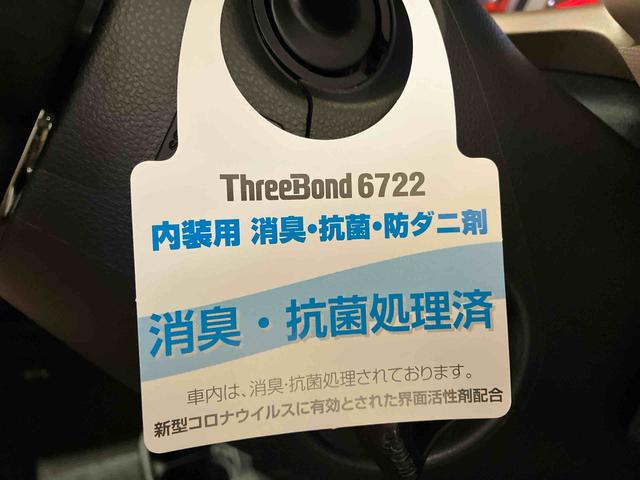 ThreeBond 6722
内装用 消臭・抗菌・防ダニ剤
消臭・抗菌処理済
車内は、消臭・抗菌処理されております。
新型コロナウイルスに有効とされた界面活性剤配合